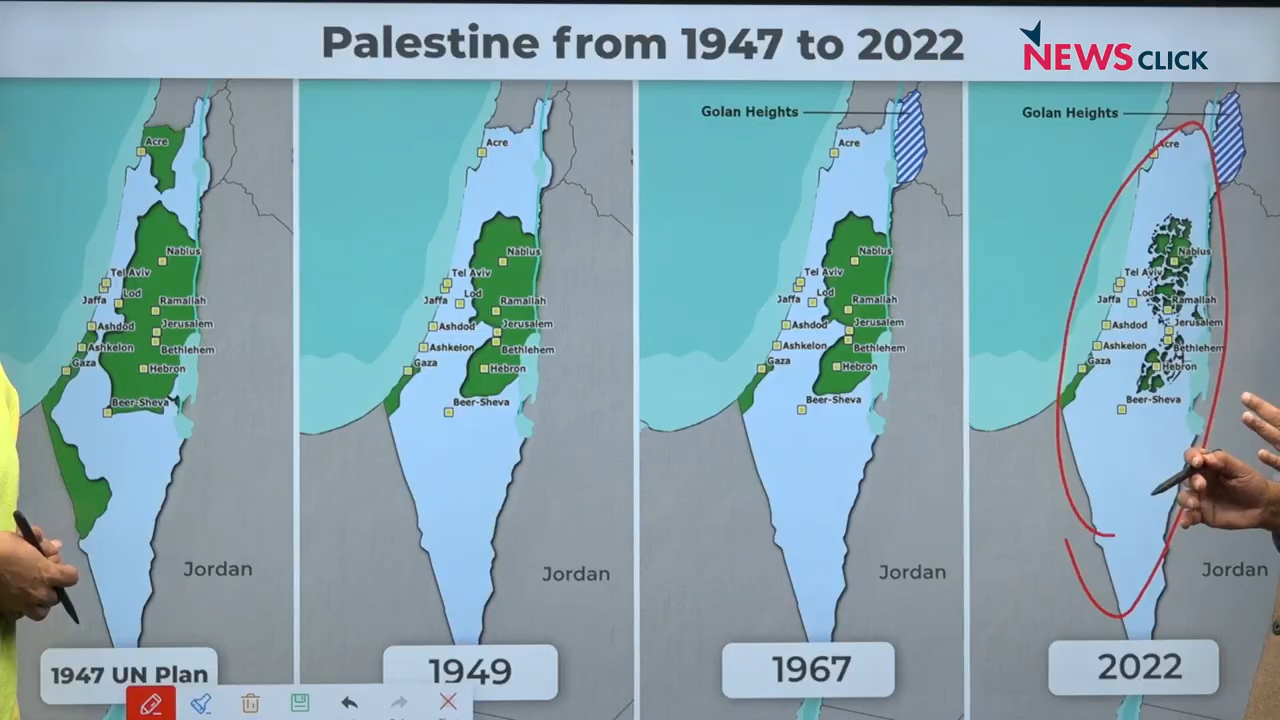 Palestine from 1947 to 2022
NEWS CLICK
Acre
Nablus
Tel Aviv
Lod
Jaffa
Ramallah
Ashdod
Jerusalem
Ashkelon
Bethlehem
Gaza
Hebron
Beer-Sheva
Jordan
1947 UN Plan
Acre
Nablus
Tel Aviv
Lod
Jaffa
Ramallah
Ashdod
Jerusalem
Ashkelon
Bethlehem
Gaza
Hebron
Beer-Sheva
Jordan
1949
Golan Heights
Acre
Nablus
Tel Aviv
Lod
Jaffa
Ramallah
Ashdod
Jerusalem
Ashkelon
Bethlehem
Gaza
Hebron
Beer-Sheva
Jordan
1967
Golan Heights
Acre
Nablus
Tel Aviv
Lod
Jaffa
Ramallah
Ashdod
Jerusalem
Ashkelon
Bethlehem
Gaza
Hebron
Beer-Sheva
Jordan
2022